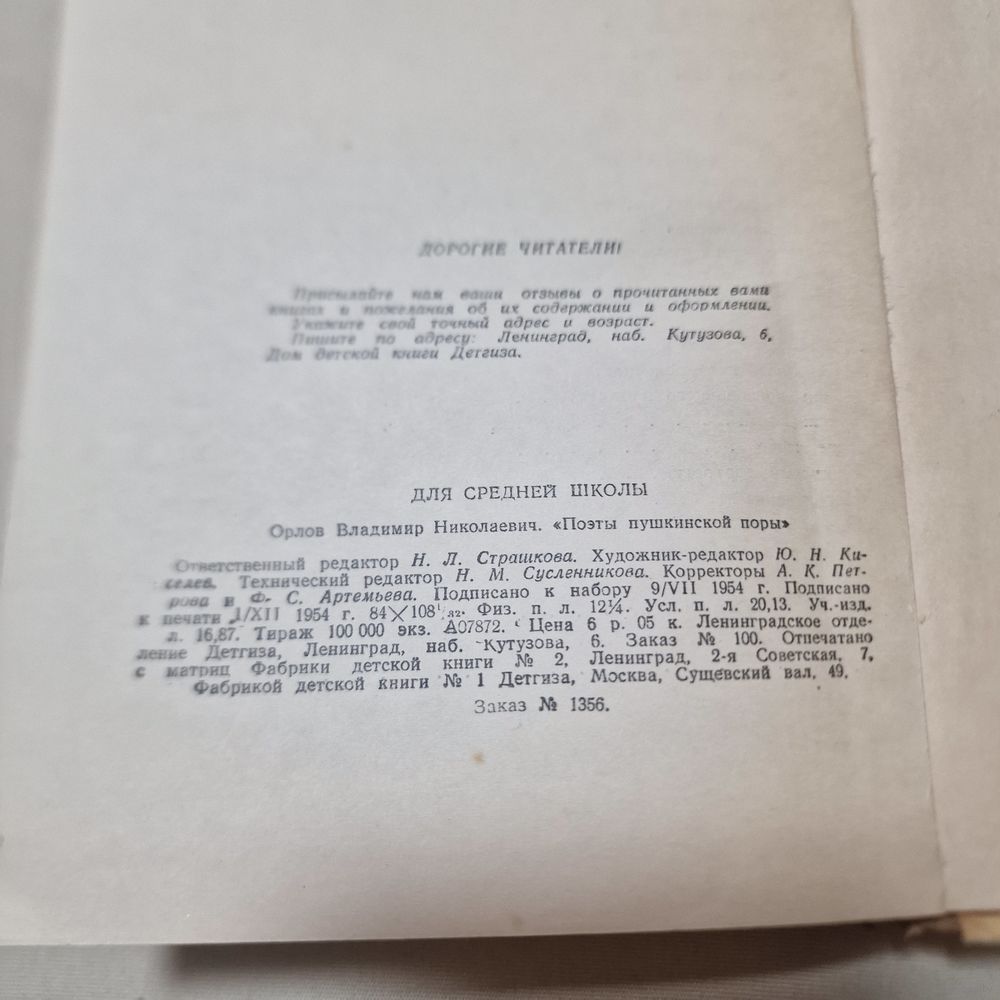 ДОРОГИЕ ЧИТАТЕЛИ!
Присылайте нам ваши отзывы о прочитанных вами
книгах и пожелания об их содержании и оформлении.
Укажите свой точный адрес и возраст.
Пишите по адресу: Ленинград, наб. Кутузова, 6,
Дом детской книги Детгиза.
ДЛЯ СРЕДНЕЙ ШКОЛЫ
Орлов Владимир Николаевич. «Поэты пушкинской поры»
Ответственный редактор Н. Л. Страшкова. Художник-редактор Ю. Н. Ки-
селев. Технический редактор Н. М. Сусленникова. Корректоры А. К. Пет-
рова и Ф. С. Артемьева. Подписано к набору 9/VII 1954 г. Подписано
к печати 1/XII 1954 г. 84×108 1/32. Физ. п. л. 12¼. Усл. п. л. 20,13. Уч.-изд.
л. 16,87. Тираж 100 000 экз. А07872. Цена 6 р. 05 к. Ленинградское отде-
ление Детгиза, Ленинград, наб. Кутузова, 6. Заказ № 100. Отпечатано
с матриц Фабрики детской книги № 2, Ленинград, 2-я Советская, 7,
Фабрикой детской книги № 1 Детгиза, Москва, Сущевский вал, 49.
Заказ № 1356.